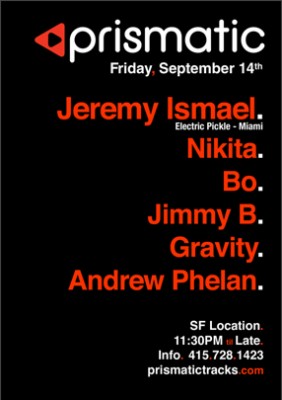 prismatic
Friday, September 14th
Jeremy Ismael.
Electric Pickle - Miami
Nikita.
Bo.
Jimmy B.
Gravity.
Andrew Phelan.
SF Location.
11:30PM til Late.
Info. 415.728.1423
prismatictracks.com